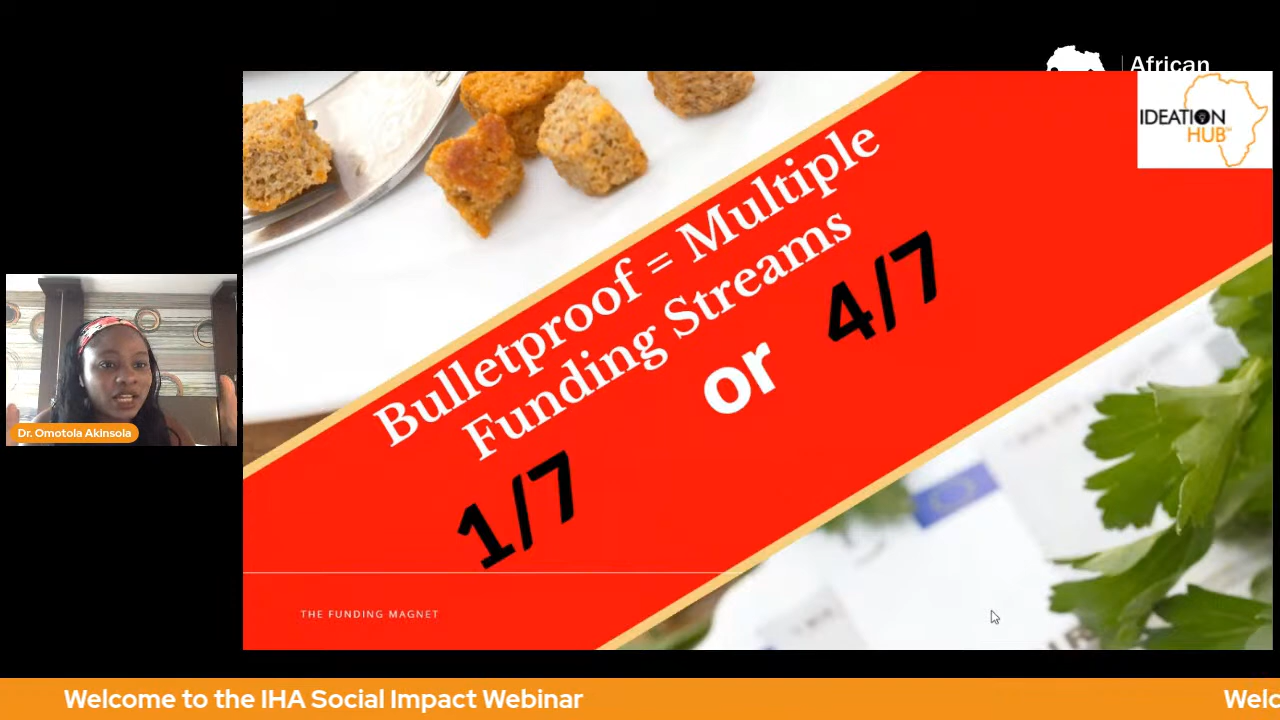 African
IDEATION
HUB
Bulletproof = Multiple
Funding Streams
1/7 or 4/7
THE FUNDING MAGNET
Dr. Omotola Akinsola
Welcome to the IHA Social Impact Webinar
Welc